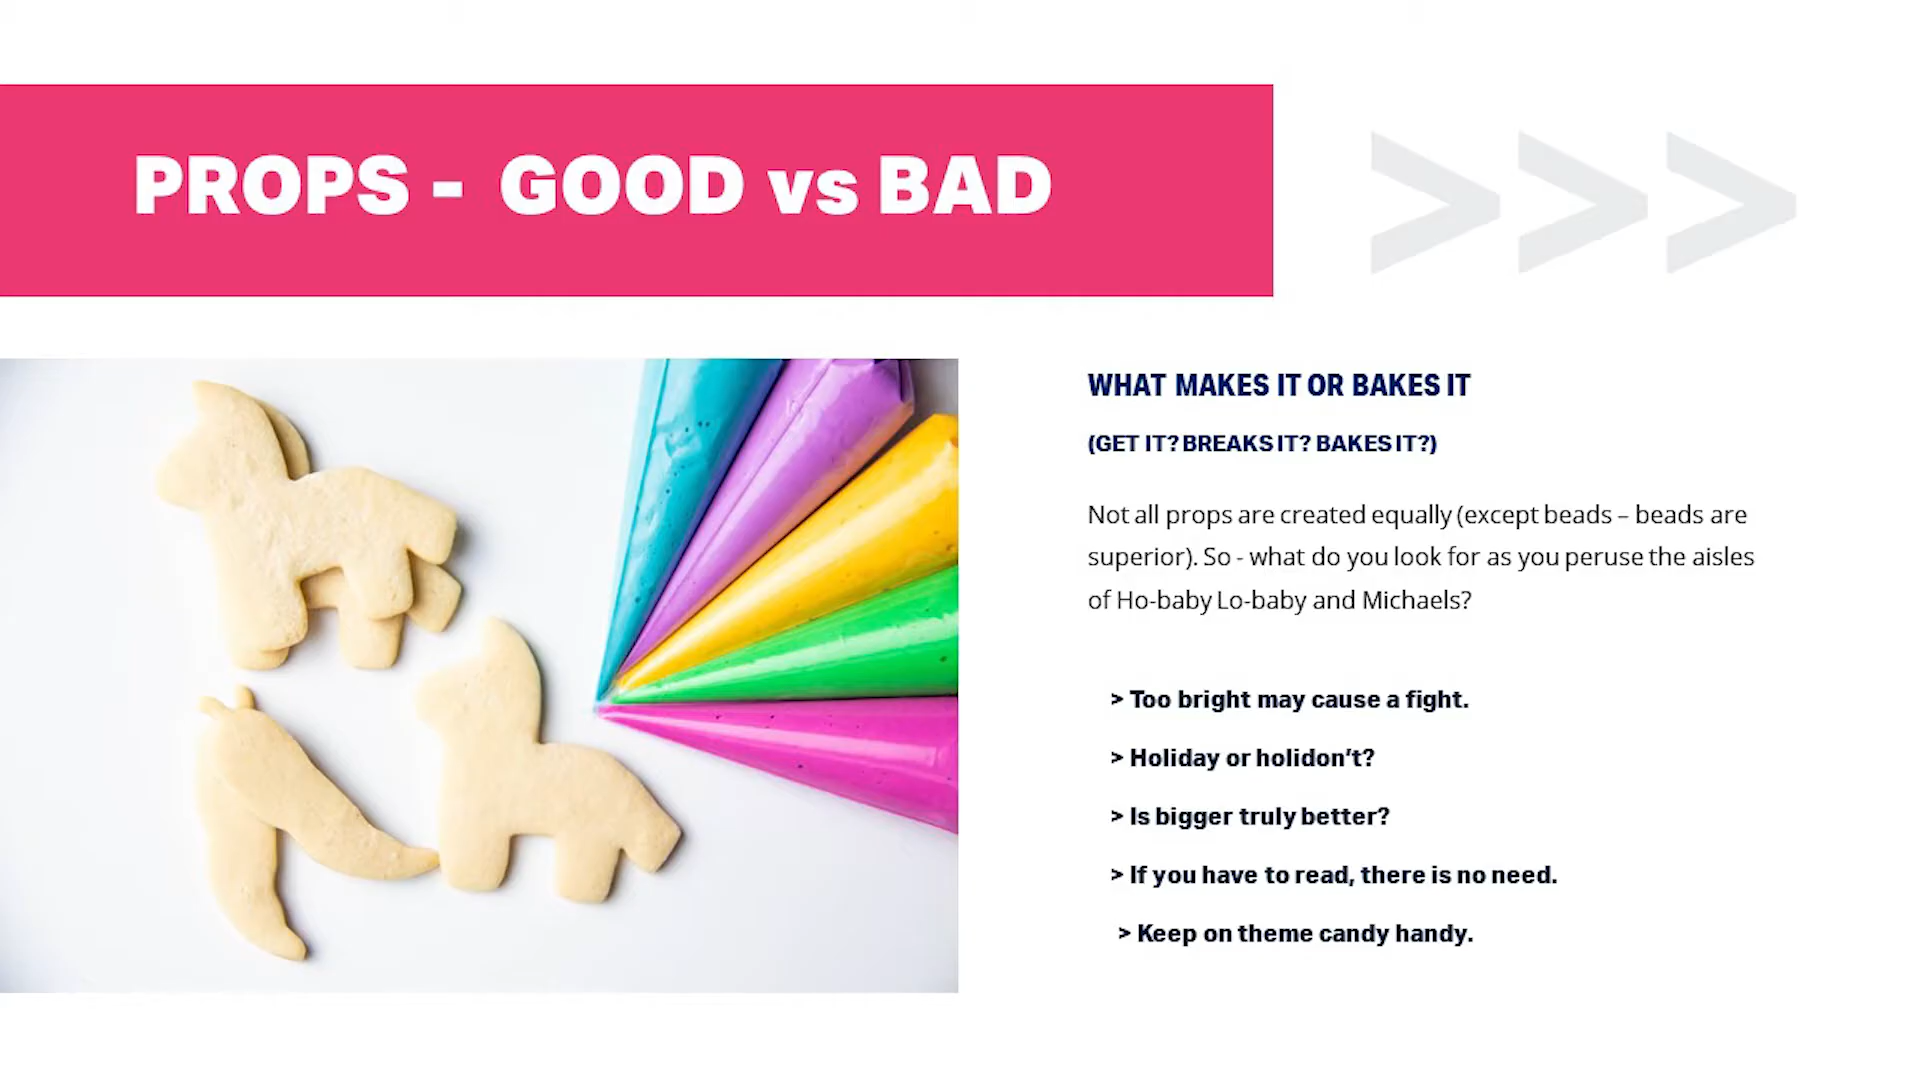 PROPS - GOOD vs BAD
WHAT MAKES IT OR BAKES IT
(GET IT? BREAKS IT? BAKES IT?)
Not all props are created equally (except beads – beads are
superior). So - what do you look for as you peruse the aisles
of Ho-baby Lo-baby and Michaels?
> Too bright may cause a fight.
> Holiday or holidon’t?
> Is bigger truly better?
> If you have to read, there is no need.
> Keep on theme candy handy.